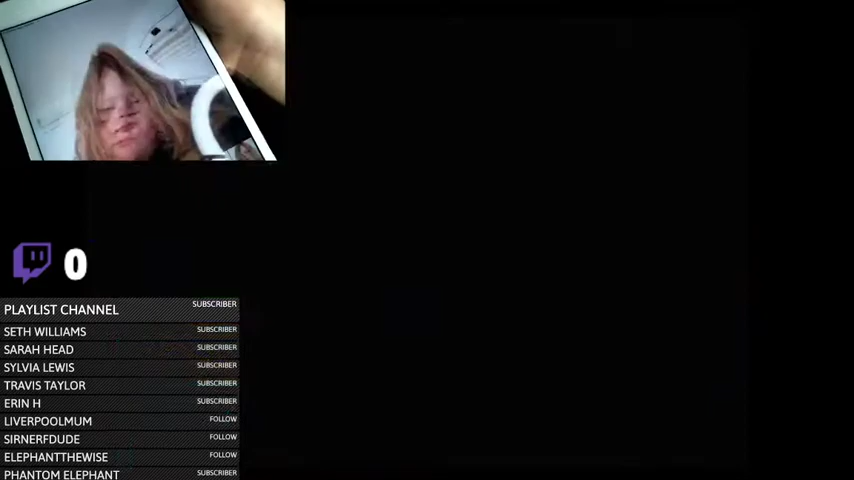 0
PLAYLIST CHANNEL SUBSCRIBER
SETH WILLIAMS SUBSCRIBER
SARAH HEAD SUBSCRIBER
SYLVIA LEWIS SUBSCRIBER
TRAVIS TAYLOR SUBSCRIBER
ERIN H SUBSCRIBER
LIVERPOOLMUM FOLLOW
SIRNERFDUDE FOLLOW
ELEPHANTTHEWISE FOLLOW
PHANTOM ELEPHANT SUBSCRIBER